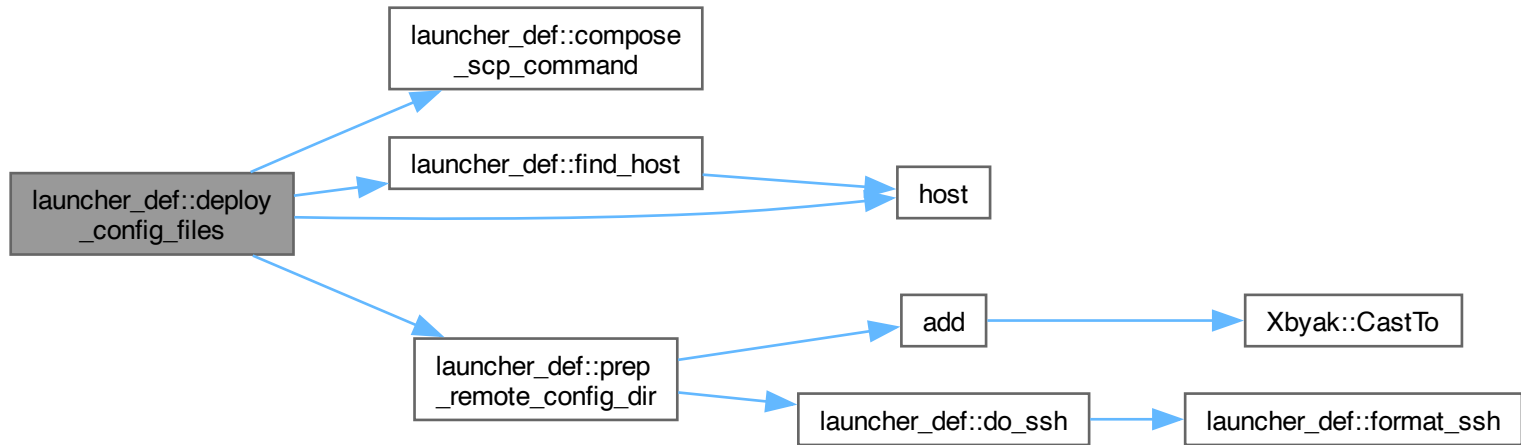 launcher_def::compose
_scp_command
launcher_def::find_host
host
launcher_def::deploy
_config_files
add
Xbyak::CastTo
launcher_def::prep
_remote_config_dir
launcher_def::do_ssh
launcher_def::format_ssh